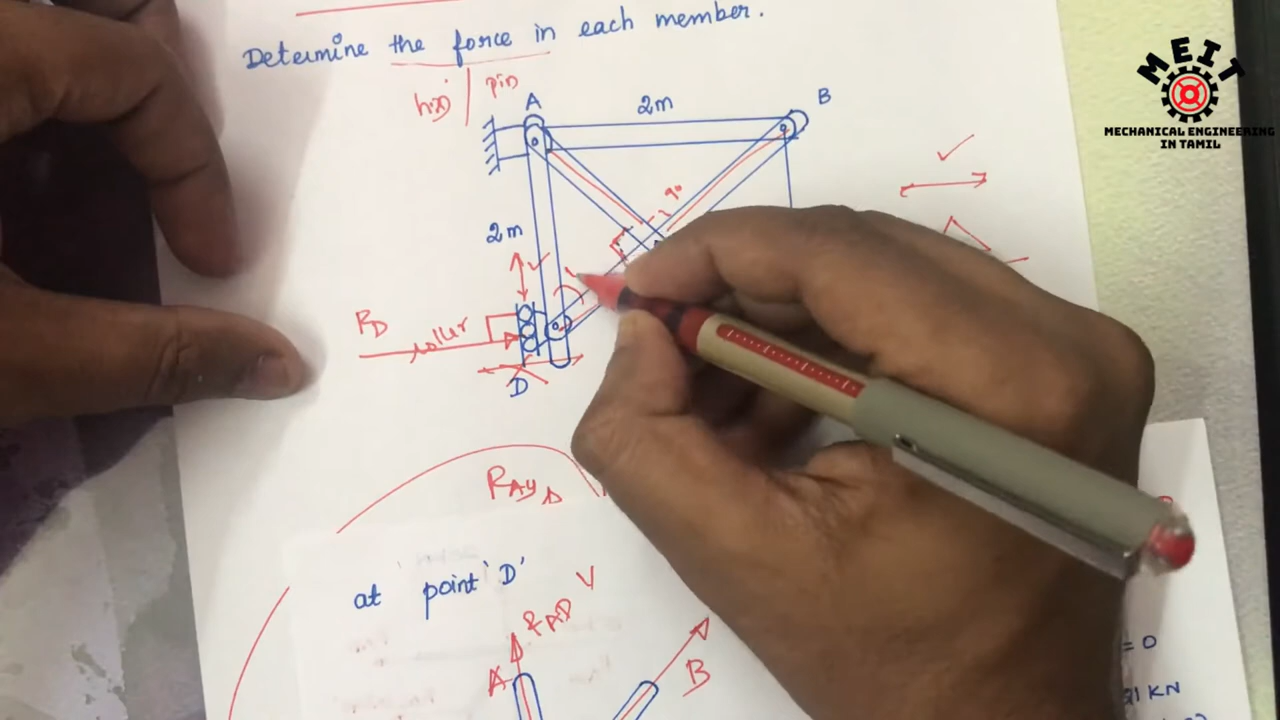 Determine the force in each member.
pin
A
2m
B
90
2m
RD
roller
D
RAy
at point 'D'
A
B
= 0
KN
MEIT
MECHANICAL ENGINEERING
IN TAMIL